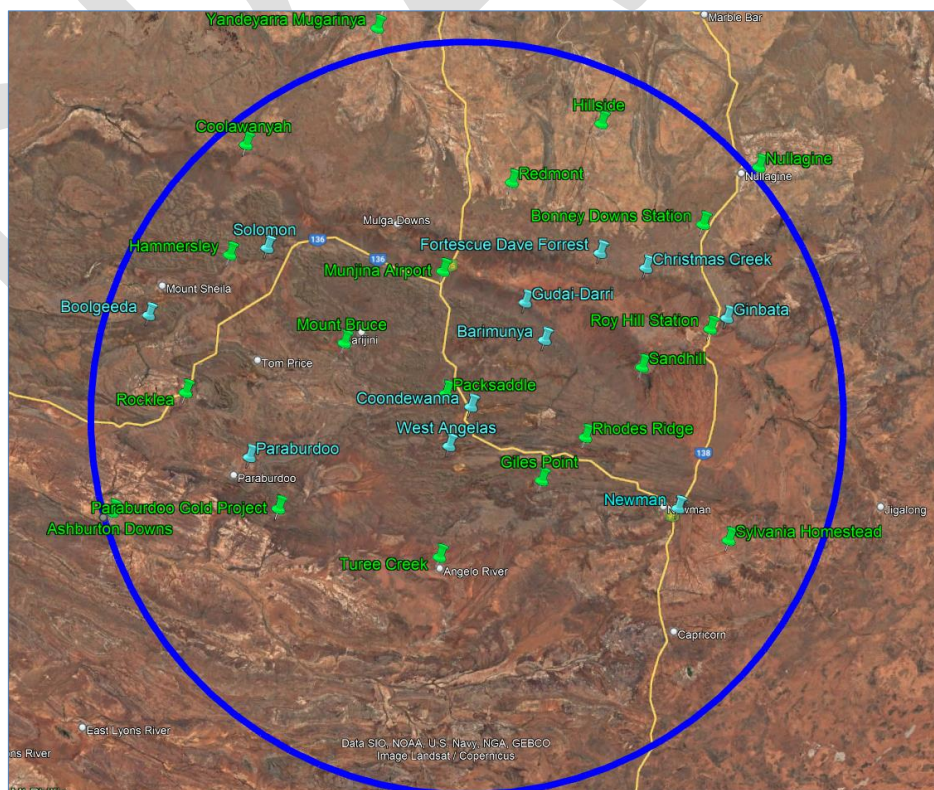 Yandeyarra Mugarinya
Marble Bar
Hillside
Coolawanyah
Nullagine
Nullagine
Redmont
Bonney Downs Station
Mulga Downs
Solomon
136
Fortescue Dave Forrest
Hammersley
136
Christmas Creek
Munjina Airport
Mount Sheila
Gudai-Darri
Boolgeeda
Ginbata
Roy Hill Station
Mount Bruce
Barimunya
arijini
Tom Price
Sandhill
Packsaddle
Rocklea
Coondewanna
West Angelas
Rhodes Ridge
Paraburdoo
138
Giles Point
Paraburdoo
Newman
Newman
Paraburdoo Gold Project
Jigalong
Ashburton Downs
Sylvania Homestead
Turee Creek
Angelo River
Capricorn
East Lyons River
Data SIO, NOAA, U.S. Navy, NGA, GEBCO
ns River
Image Landsat / Copernicus